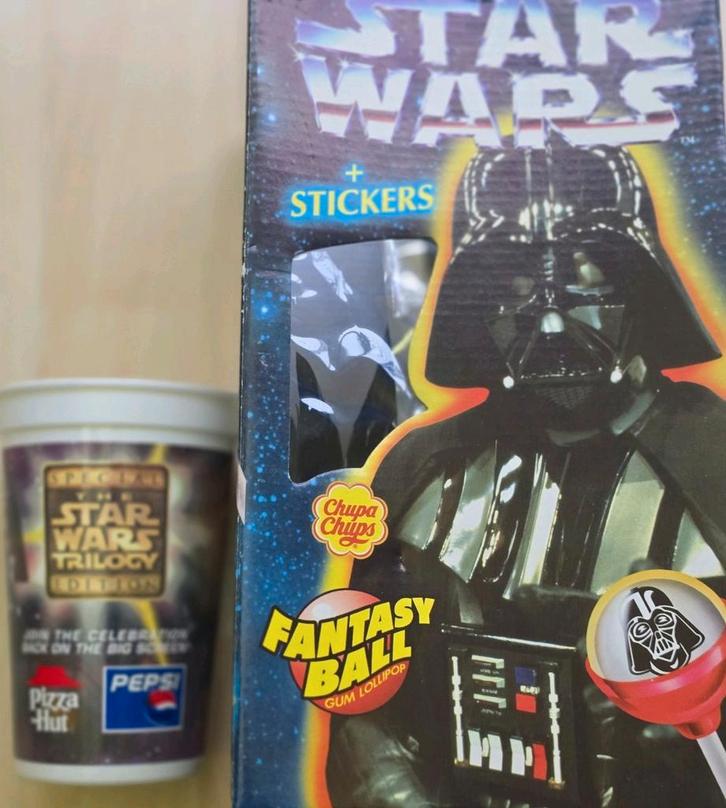 STAR
WARS
TM
+
STICKERS
Chupa
Chups
FANTASY
BALL
GUM LOLLIPOP
SPECIAL
THE
STAR
WARS
TRILOGY
EDITION
JOIN THE CELEBRATION
BACK ON THE BIG SCREEN
Pizza
Hut
PEPSI